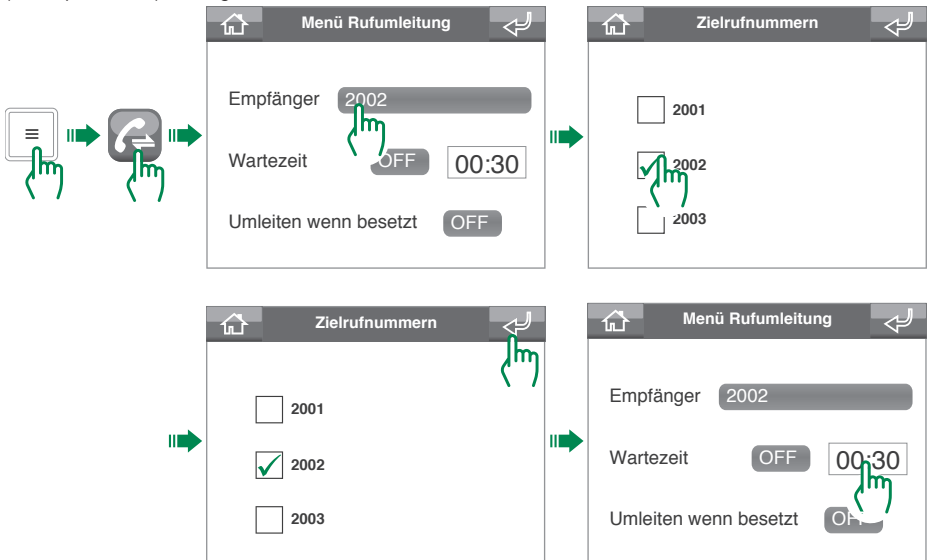 Menü Rufumleitung
Empfänger 2002
Wartezeit OFF 00:30
Umleiten wenn besetzt OFF
Zielrufnummern
2001
2002
2003
Zielrufnummern
2001
2002
2003
Menü Rufumleitung
Empfänger 2002
Wartezeit OFF 00:30
Umleiten wenn besetzt